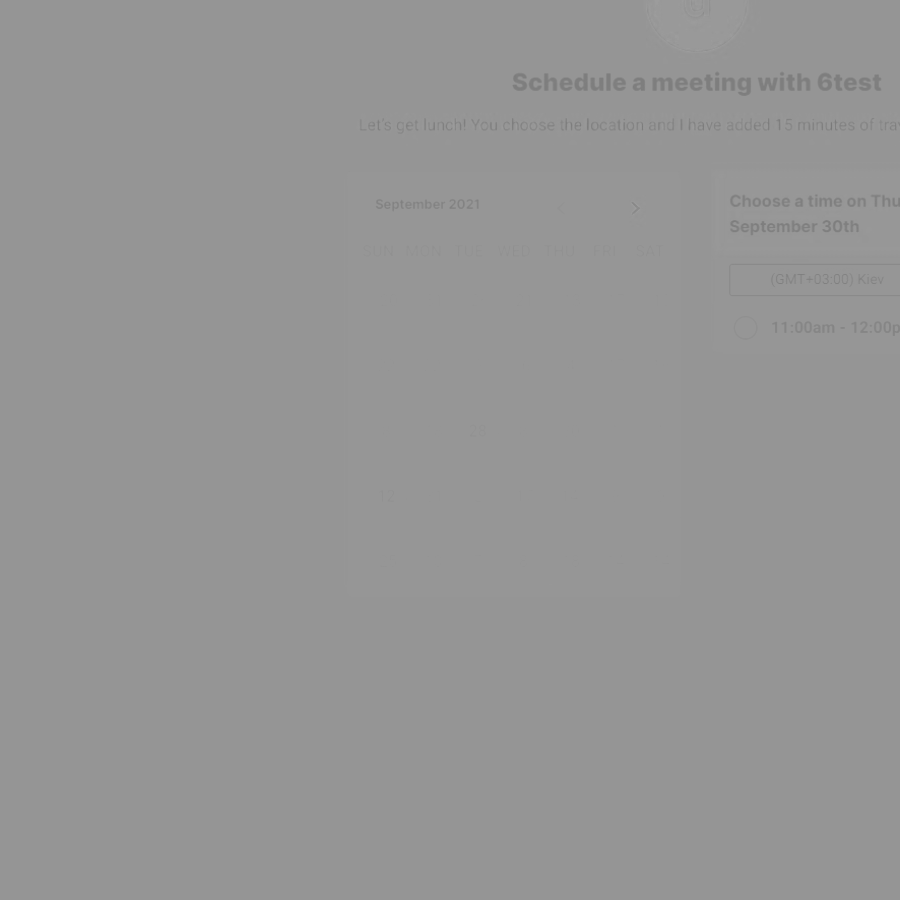 Schedule a meeting with 6test
Let's get lunch! You choose the location and I have added 15 minutes of tra
September 2021
SUN MON TUE WED THU FRI SAT
Choose a time on Thu
September 30th
(GMT+03:00) Kiev
11:00am - 12:00p